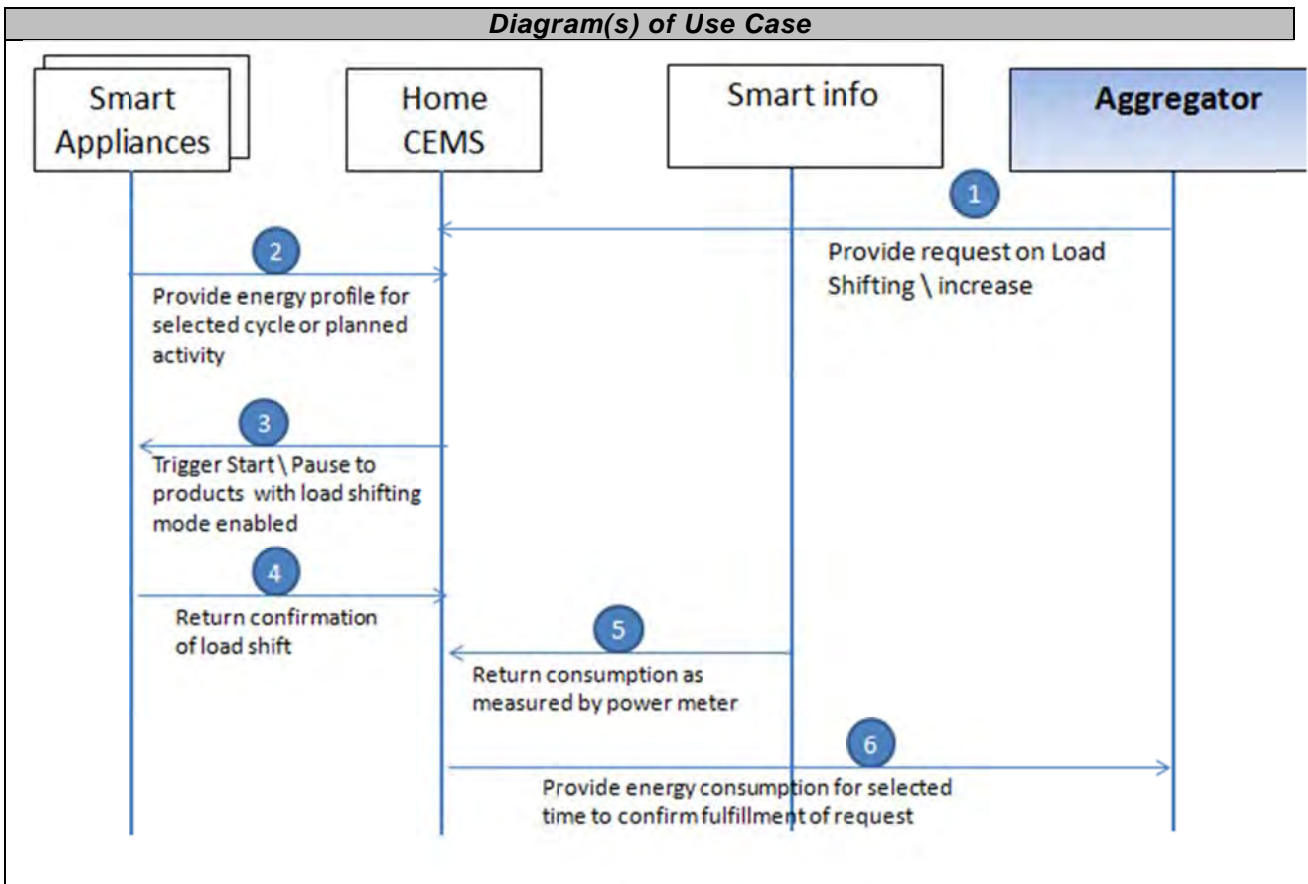 Diagram(s) of Use Case
Smart
Appliances
Home
CEMS
Smart info
Aggregator
1
Provide request on Load
Shifting \ increase
2
Provide energy profile for
selected cycle or planned
activity
3
Trigger Start \ Pause to
products with load shifting
mode enabled
4
Return confirmation
of load shift
5
Return consumption as
measured by power meter
6
Provide energy consumption for selected
time to confirm fulfillment of request